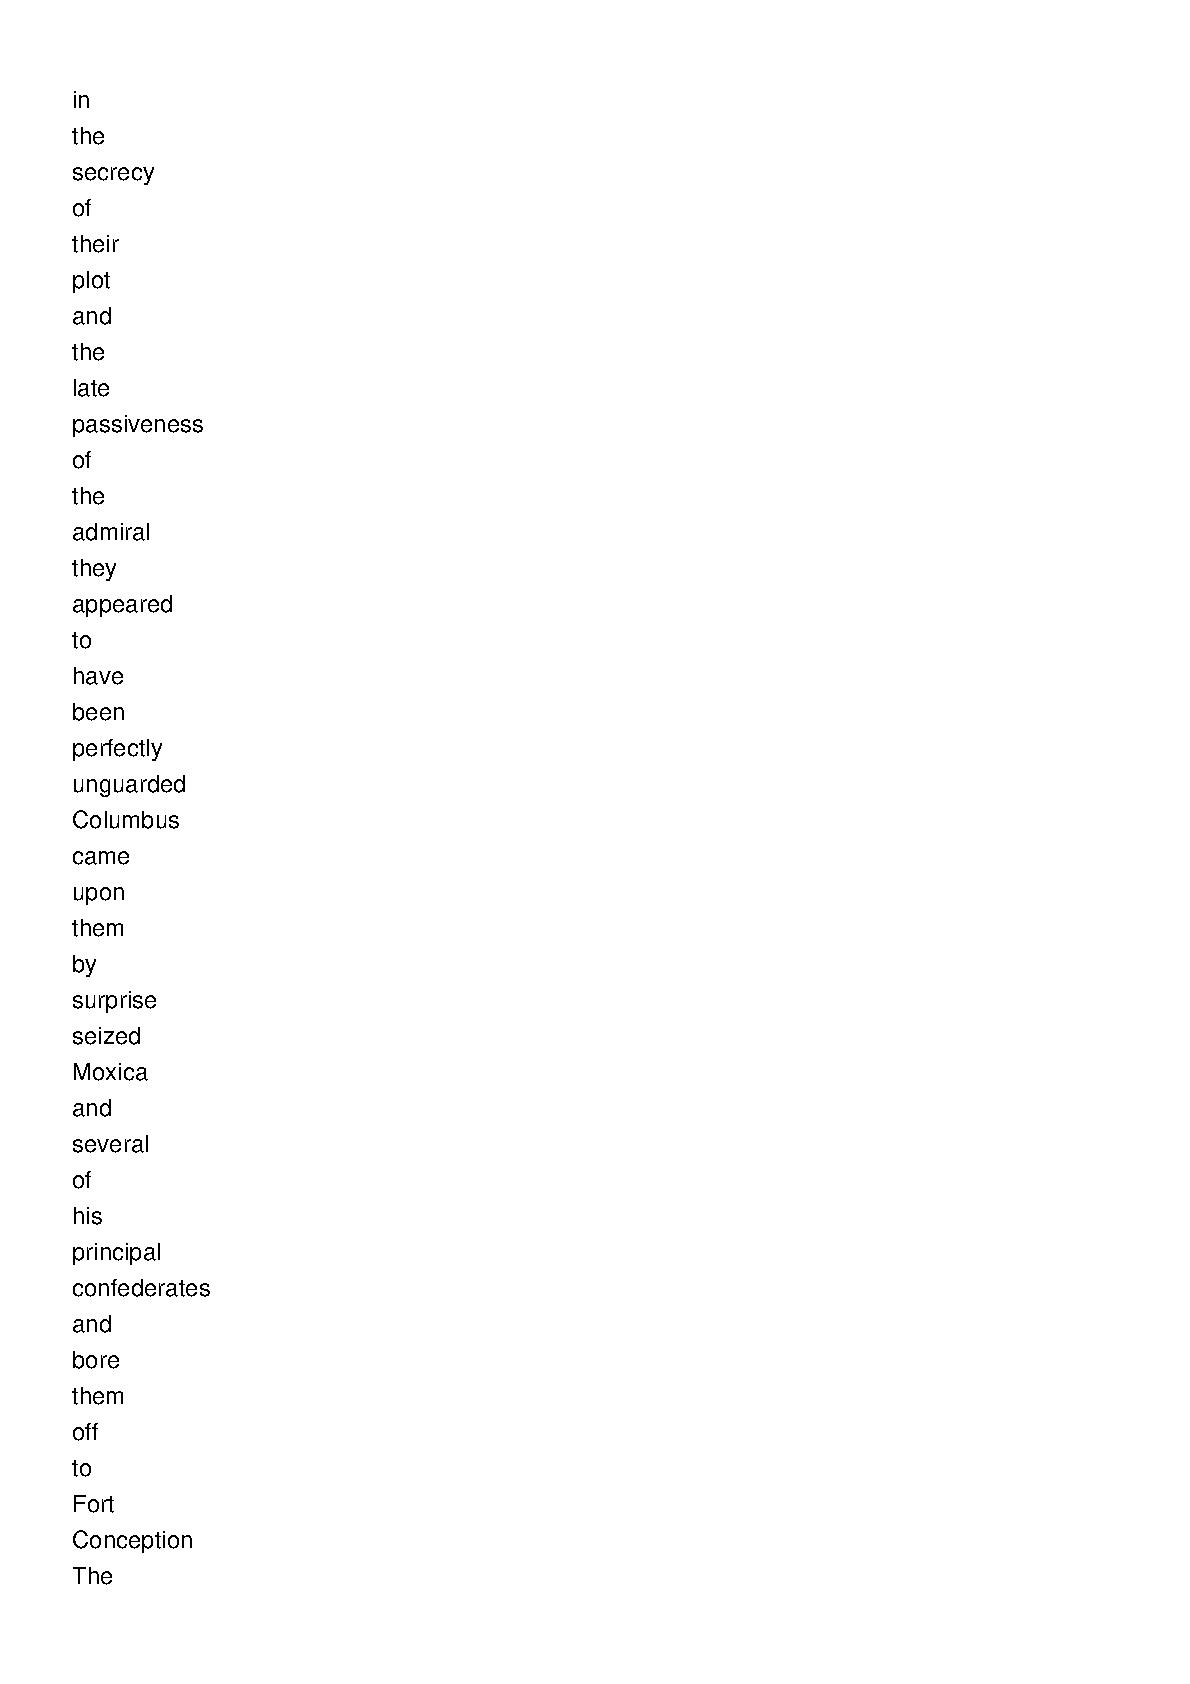 in
the
secrecy
of
their
plot
and
the
late
passiveness
of
the
admiral
they
appeared
to
have
been
perfectly
unguarded
Columbus
came
upon
them
by
surprise
seized
Moxica
and
several
of
his
principal
confederates
and
bore
them
off
to
Fort
Conception
The